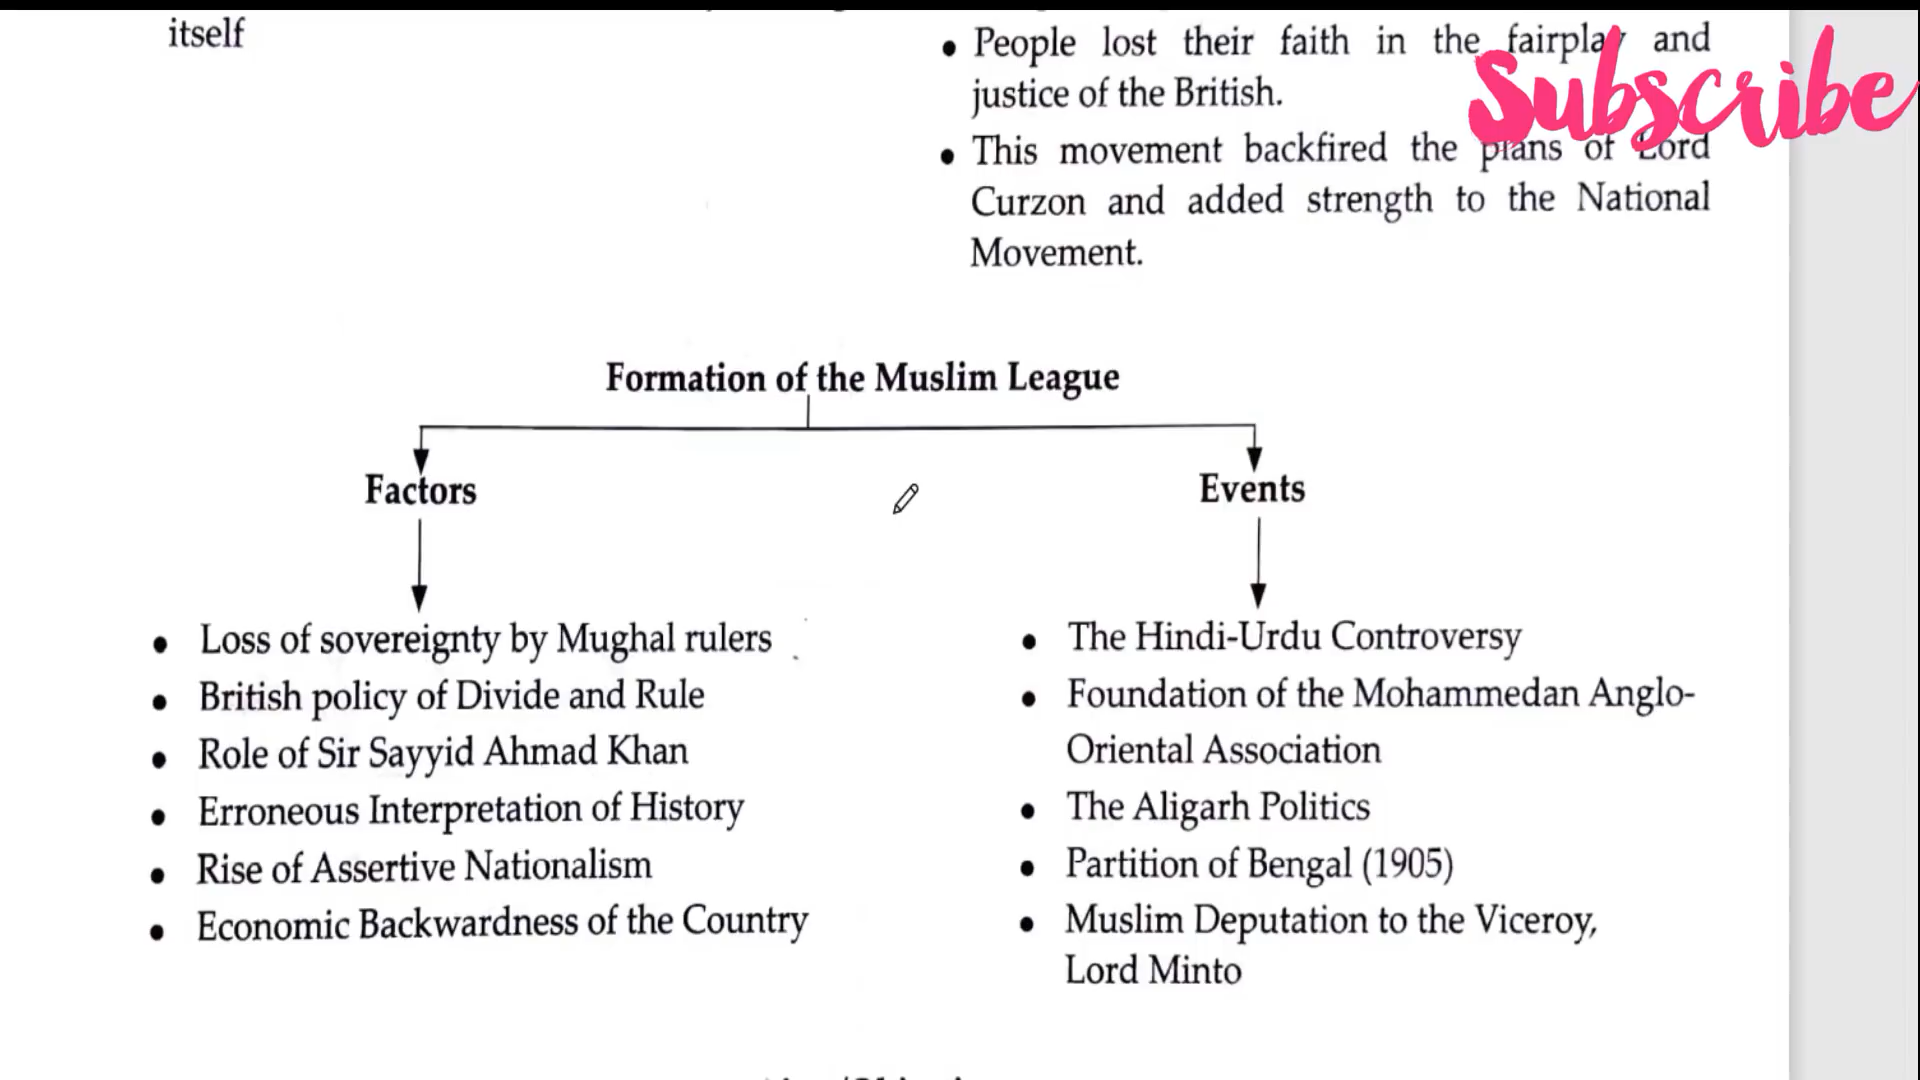 itself
• People lost their faith in the fairplay and
justice of the British.
• This movement backfired the plans of Lord
Curzon and added strength to the National
Movement.
Subscribe
Formation of the Muslim League
Factors
Events
• Loss of sovereignty by Mughal rulers
• British policy of Divide and Rule
• Role of Sir Sayyid Ahmad Khan
• Erroneous Interpretation of History
• Rise of Assertive Nationalism
• Economic Backwardness of the Country
• The Hindi-Urdu Controversy
• Foundation of the Mohammedan Anglo-
Oriental Association
• The Aligarh Politics
• Partition of Bengal (1905)
• Muslim Deputation to the Viceroy,
Lord Minto